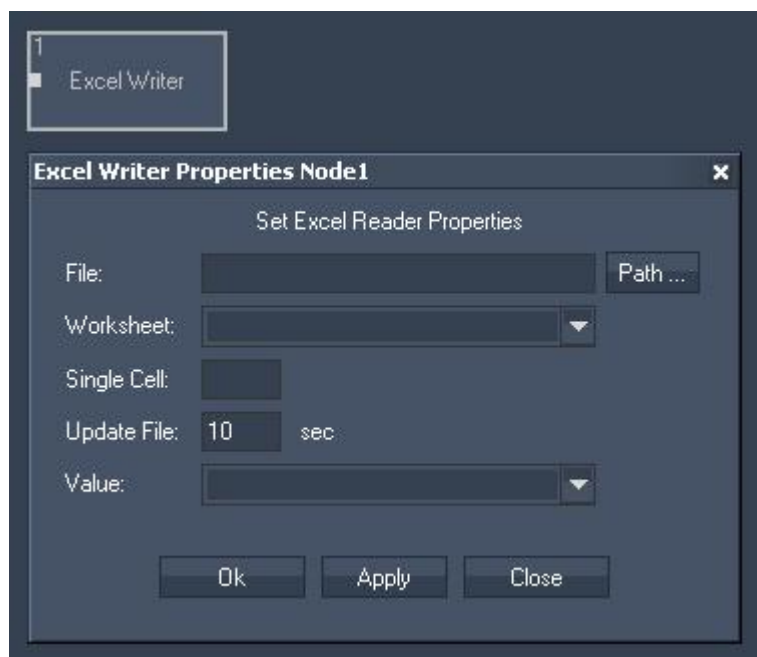 1
Excel Writer
Excel Writer Properties Node1 x
Set Excel Reader Properties
File: Path ...
Worksheet:
Single Cell:
Update File: 10 sec
Value:
Ok Apply Close